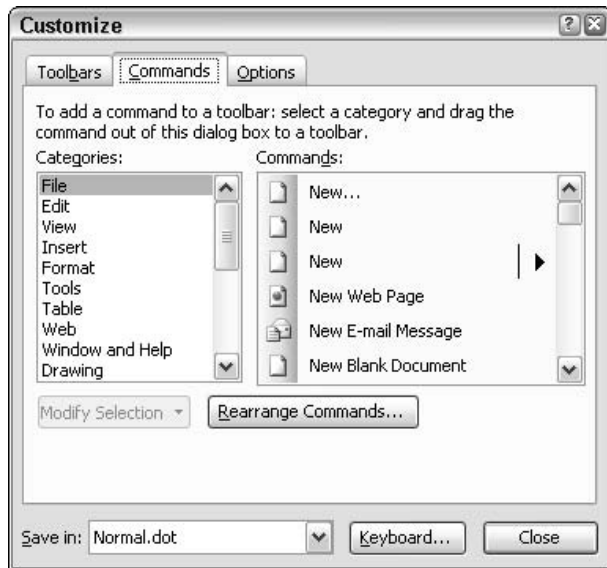 Customize
Toolbars
Commands
Options
To add a command to a toolbar: select a category and drag the
command out of this dialog box to a toolbar.
Categories:
File
Edit
View
Insert
Format
Tools
Table
Web
Window and Help
Drawing
Commands:
New...
New
New
New Web Page
New E-mail Message
New Blank Document
Modify Selection
Rearrange Commands...
Save in:
Normal.dot
Keyboard...
Close